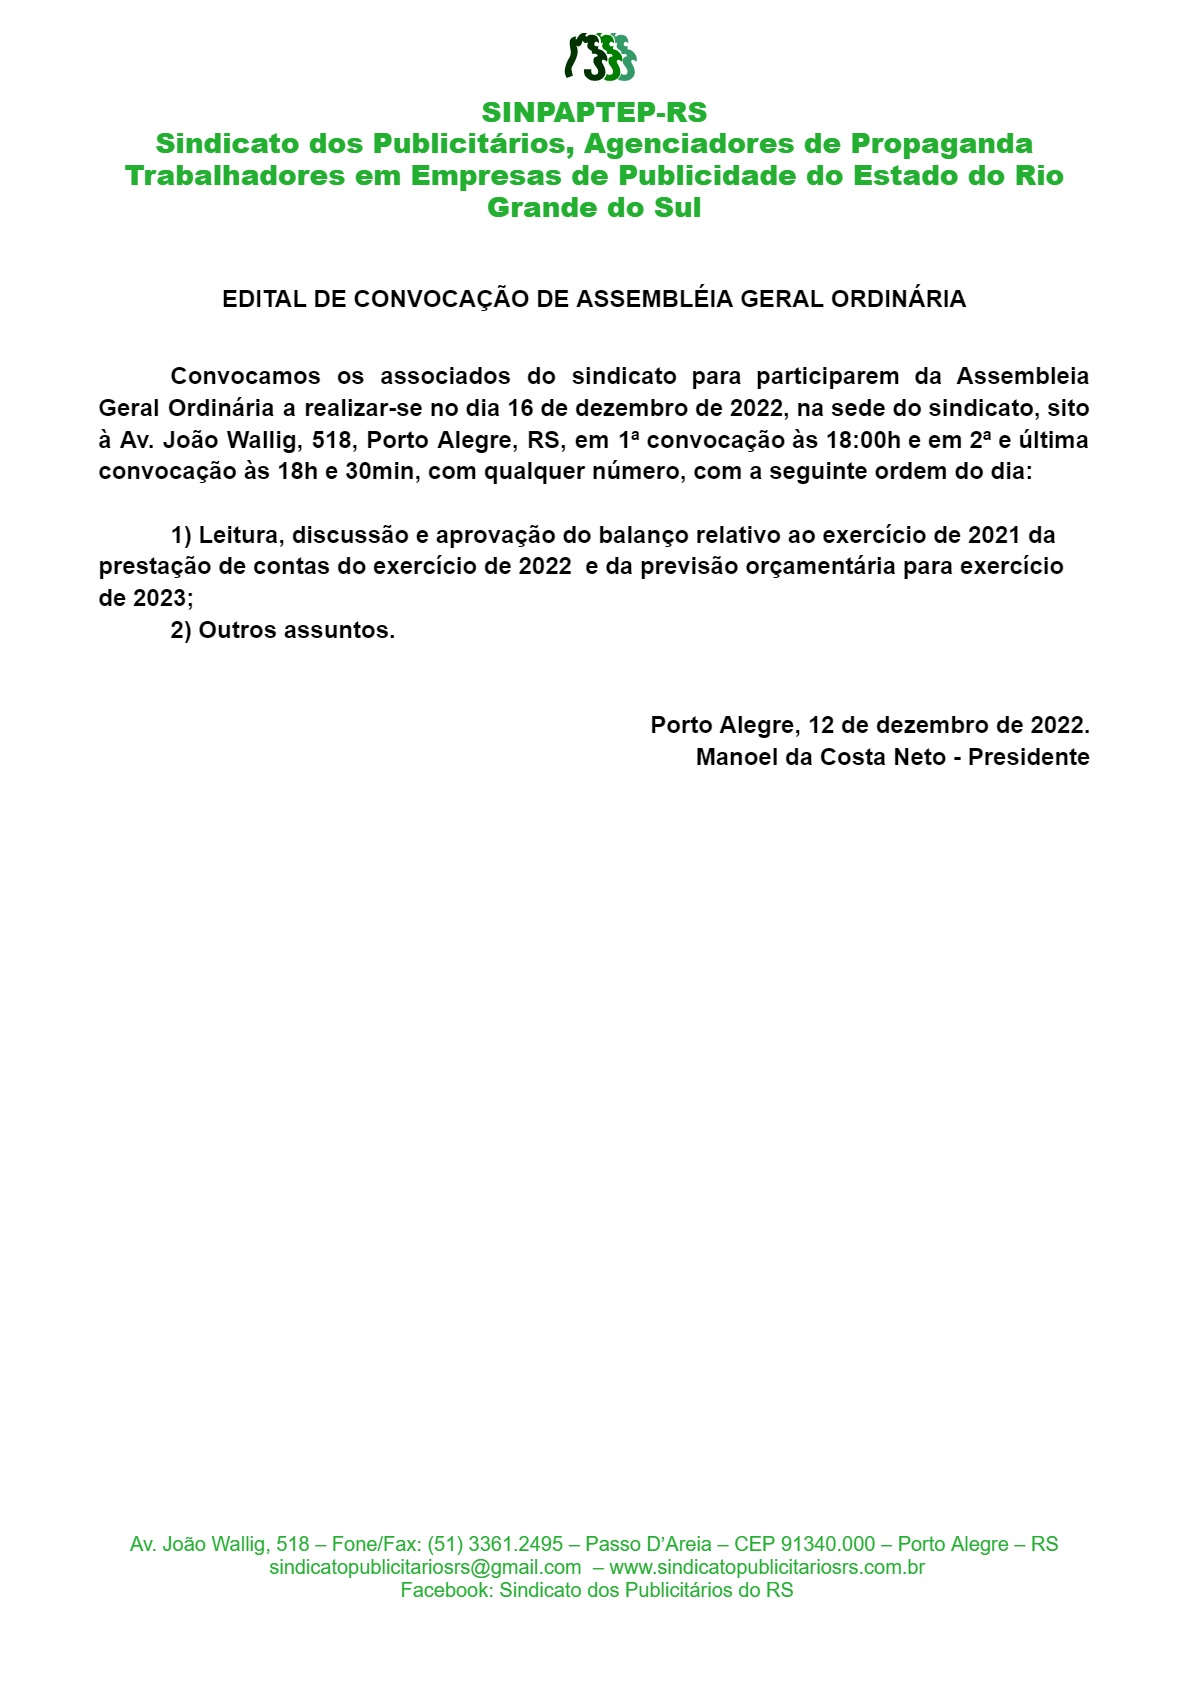 SINPAPTEP-RS
Sindicato dos Publicitários, Agenciadores de Propaganda
Trabalhadores em Empresas de Publicidade do Estado do Rio
Grande do Sul
EDITAL DE CONVOCAÇÃO DE ASSEMBLÉIA GERAL ORDINÁRIA
Convocamos os associados do sindicato para participarem da Assembleia
Geral Ordinária a realizar-se no dia 16 de dezembro de 2022, na sede do sindicato, sito
à Av. João Wallig, 518, Porto Alegre, RS, em 1ª convocação às 18:00h e em 2ª e última
convocação às 18h e 30min, com qualquer número, com a seguinte ordem do dia:
1) Leitura, discussão e aprovação do balanço relativo ao exercício de 2021 da
prestação de contas do exercício de 2022  e da previsão orçamentária para exercício
de 2023;
2) Outros assuntos.
Porto Alegre, 12 de dezembro de 2022.
Manoel da Costa Neto - Presidente
Av. João Wallig, 518 – Fone/Fax: (51) 3361.2495 – Passo D’Areia – CEP 91340.000 – Porto Alegre – RS
sindicatopublicitariosrs@gmail.com  – www.sindicatopublicitariosrs.com.br
Facebook: Sindicato dos Publicitários do RS